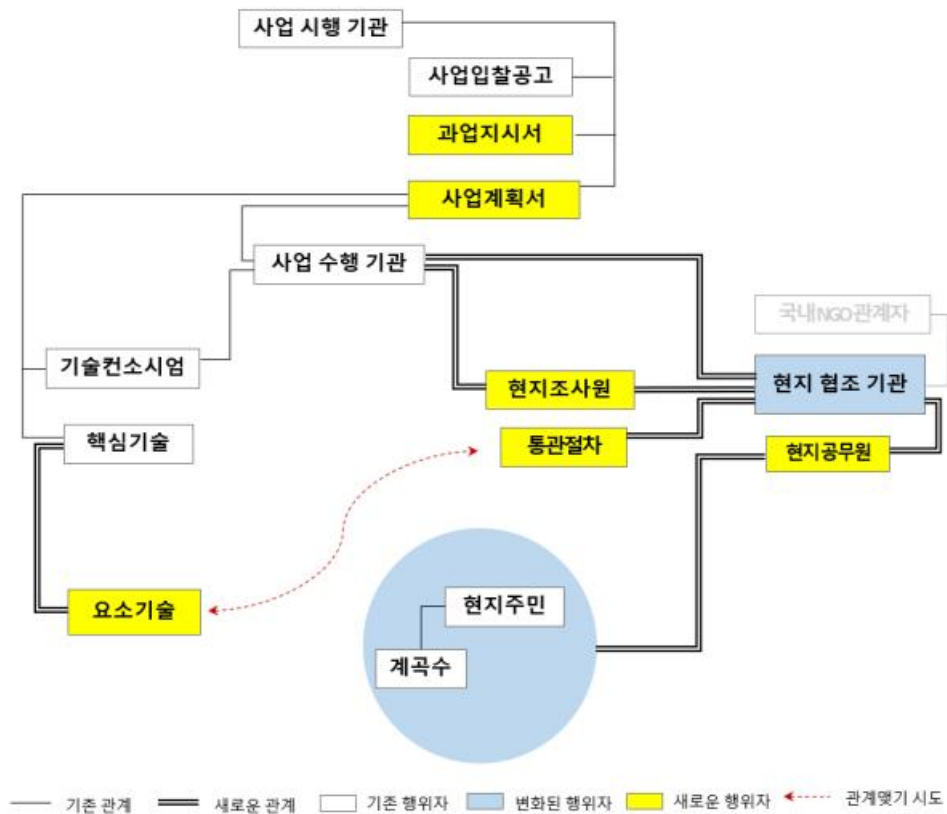 사업 시행 기관
사업입찰공고
과업지시서
사업계획서
사업 수행 기관
국내NGO관계자
기술컨소시엄
현지조사원
현지 협조 기관
핵심기술
통관절차
현지공무원
요소기술
현지주민
계곡수
기존 관계
새로운 관계
기존 행위자
변화된 행위자
새로운 행위자
관계맺기 시도